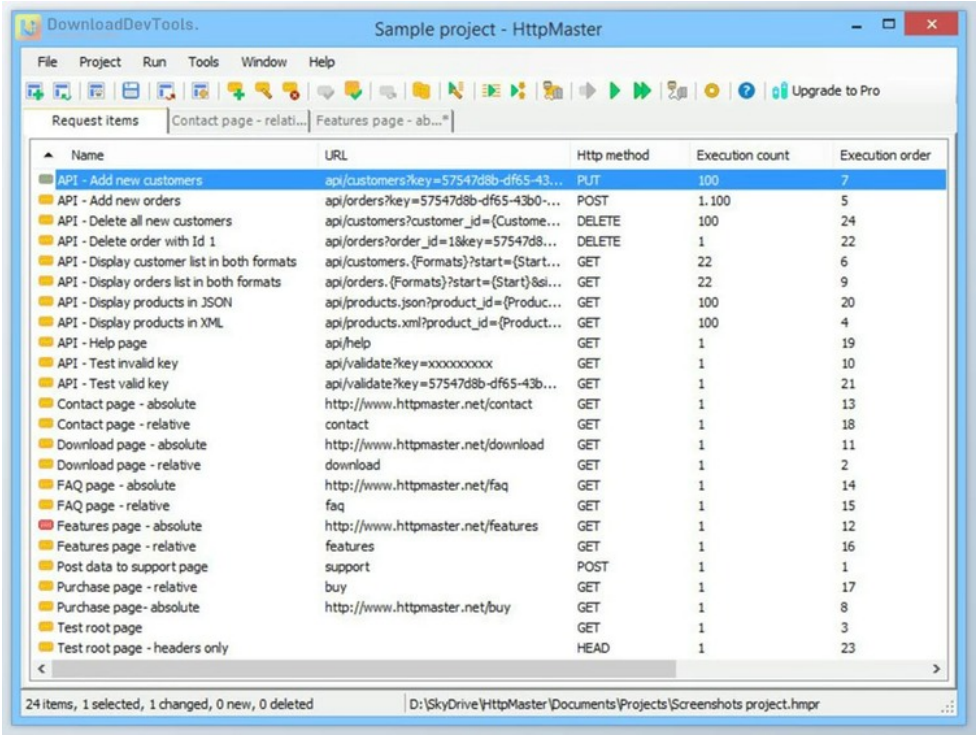 DownloadDevTools.
Sample project - HttpMaster
File Project Run Tools Window Help
Upgrade to Pro
Request items Contact page - relati... Features page - ab...*
Name URL Http method Execution count Execution order
API - Add new customers api/customers?key=57547d8b-df65-43... PUT 100 7
API - Add new orders api/orders?key=57547d8b-df65-43b0-... POST 1.100 5
API - Delete all new customers api/customers?customer_id={Custome... DELETE 100 24
API - Delete order with Id 1 api/orders?order_id=1&key=57547d8... DELETE 1 22
API - Display customer list in both formats api/customers.{Formats}?start={Start... GET 22 6
API - Display orders list in both formats api/orders.{Formats}?start={Start}&si... GET 22 9
API - Display products in JSON api/products.json?product_id={Produc... GET 100 20
API - Display products in XML api/products.xml?product_id={Product... GET 100 4
API - Help page api/help GET 1 19
API - Test invalid key api/validate?key=xxxxxxxxx GET 1 10
API - Test valid key api/validate?key=57547d8b-df65-43b... GET 1 21
Contact page - absolute http://www.httpmaster.net/contact GET 1 13
Contact page - relative contact GET 1 18
Download page - absolute http://www.httpmaster.net/download GET 1 11
Download page - relative download GET 1 2
FAQ page - absolute http://www.httpmaster.net/faq GET 1 14
FAQ page - relative faq GET 1 15
Features page - absolute http://www.httpmaster.net/features GET 1 12
Features page - relative features GET 1 16
Post data to support page support POST 1 1
Purchase page - relative buy GET 1 17
Purchase page- absolute http://www.httpmaster.net/buy GET 1 8
Test root page GET 1 3
Test root page - headers only HEAD 1 23
24 items, 1 selected, 1 changed, 0 new, 0 deleted D:\SkyDrive\HttpMaster\Documents\Projects\Screenshots project.hmpr